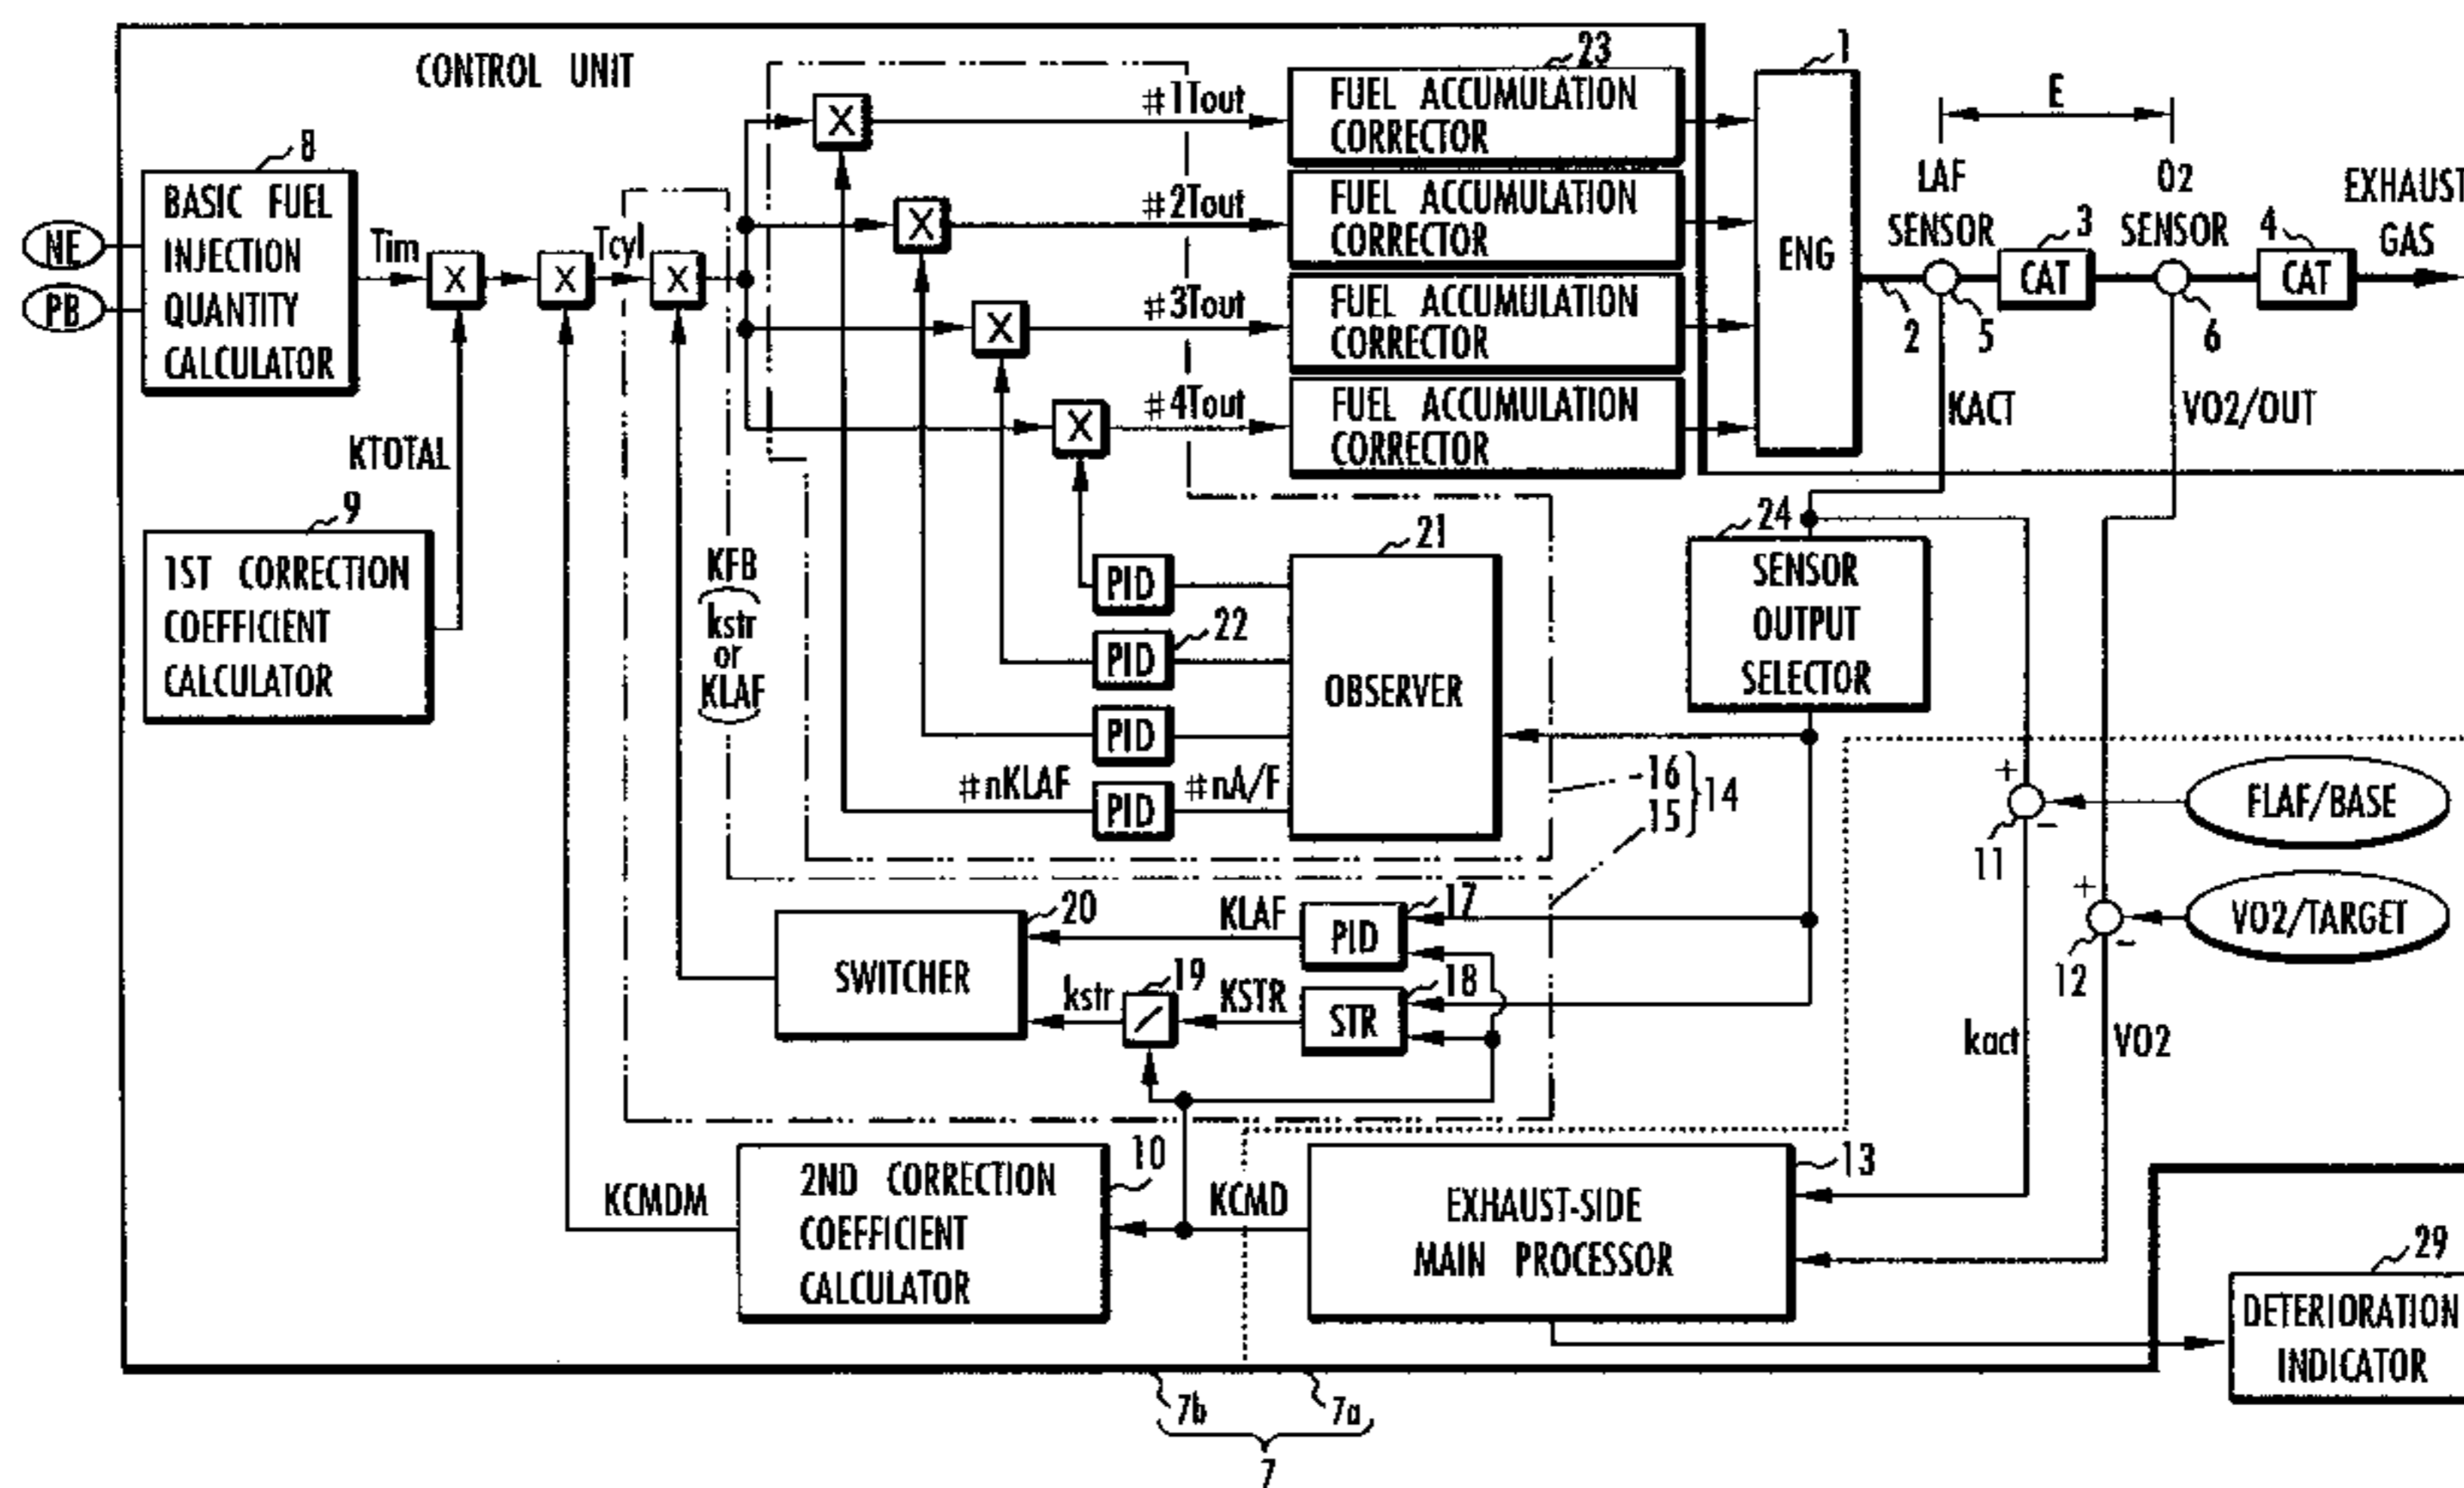 CONTROL UNIT
8
BASIC FUEL
INJECTION
QUANTITY
CALCULATOR
NE
PB
Tim
X
X
Tcyl
X
KTOTAL
9
1ST CORRECTION
COEFFICIENT
CALCULATOR
X
#1Tout
X
#2Tout
X
#3Tout
X
#4Tout
23
FUEL ACCUMULATION
CORRECTOR
FUEL ACCUMULATION
CORRECTOR
FUEL ACCUMULATION
CORRECTOR
FUEL ACCUMULATION
CORRECTOR
1
ENG
E
LAF
SENSOR
O2
SENSOR
EXHAUST
GAS
3
CAT
4
CAT
2
5
6
KACT
VO2/OUT
KFB
kstr
or
KLAF
PID
PID
22
PID
PID
#nKLAF
#nA/F
21
OBSERVER
24
SENSOR
OUTPUT
SELECTOR
16
15
14
+
−
11
FLAF/BASE
+
−
12
VO2/TARGET
kact
VO2
20
SWITCHER
KLAF
17
PID
kstr
19
KSTR
18
STR
10
2ND CORRECTION
COEFFICIENT
CALCULATOR
KCMDM
KCMD
13
EXHAUST-SIDE
MAIN PROCESSOR
29
DETERIORATION
INDICATOR
7b
7a
7